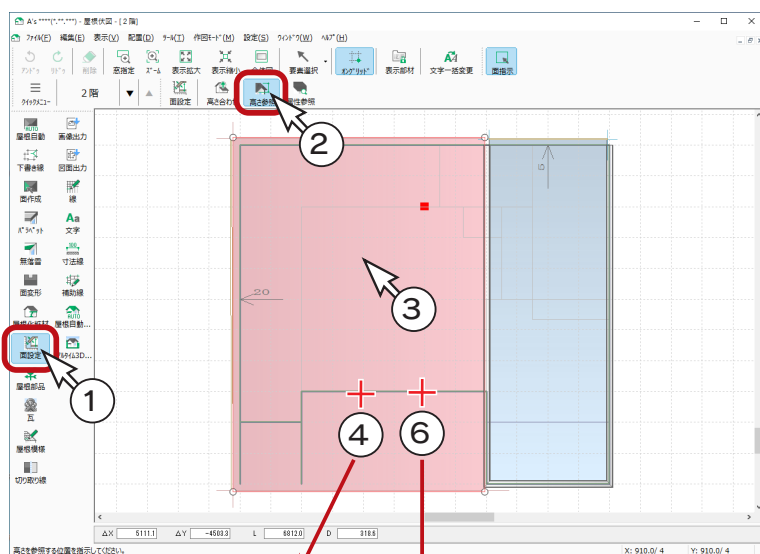 A's ****(*.**.***) - 屋根伏図 - [２階]
ﾌｧｲﾙ(F) 編集(E) 表示(V) 配置(D) ﾂｰﾙ(T) 作図ﾓｰﾄﾞ(M) 設定(S) ｳｨﾝﾄﾞｳ(W) ﾍﾙﾌﾟ(H)
ｱﾝﾄﾞｩ ﾘﾄﾞｩ 削除 窓指定 ｽﾞｰﾑ 表示拡大 表示縮小 全体図 要素選択 ｵﾝｸﾞﾘｯﾄﾞ 表示部材 文字一括変更 面指示
ｸｲｯｸﾒﾆｭｰ 2 階 面設定 高さ合わ 高さ参照 属性参照
②
屋根自動 画像出力
下書き線 図面出力
面作成 線
ﾊﾟﾗﾍﾟｯﾄ 文字
無落雪 寸法線
面変形 補助線
屋根化粧材 屋根自動...
面設定 ｱﾙﾀｲﾑ3D...
屋根部品
瓦
屋根模様
切り取り線
①
5
20
③
④ ⑥
ΔX 5111.1 ΔY -4503.3 L 6812.0 D 318.6
高さを参照する位置を指示してください。 X: 910.0/ 4 Y: 910.0/ 4